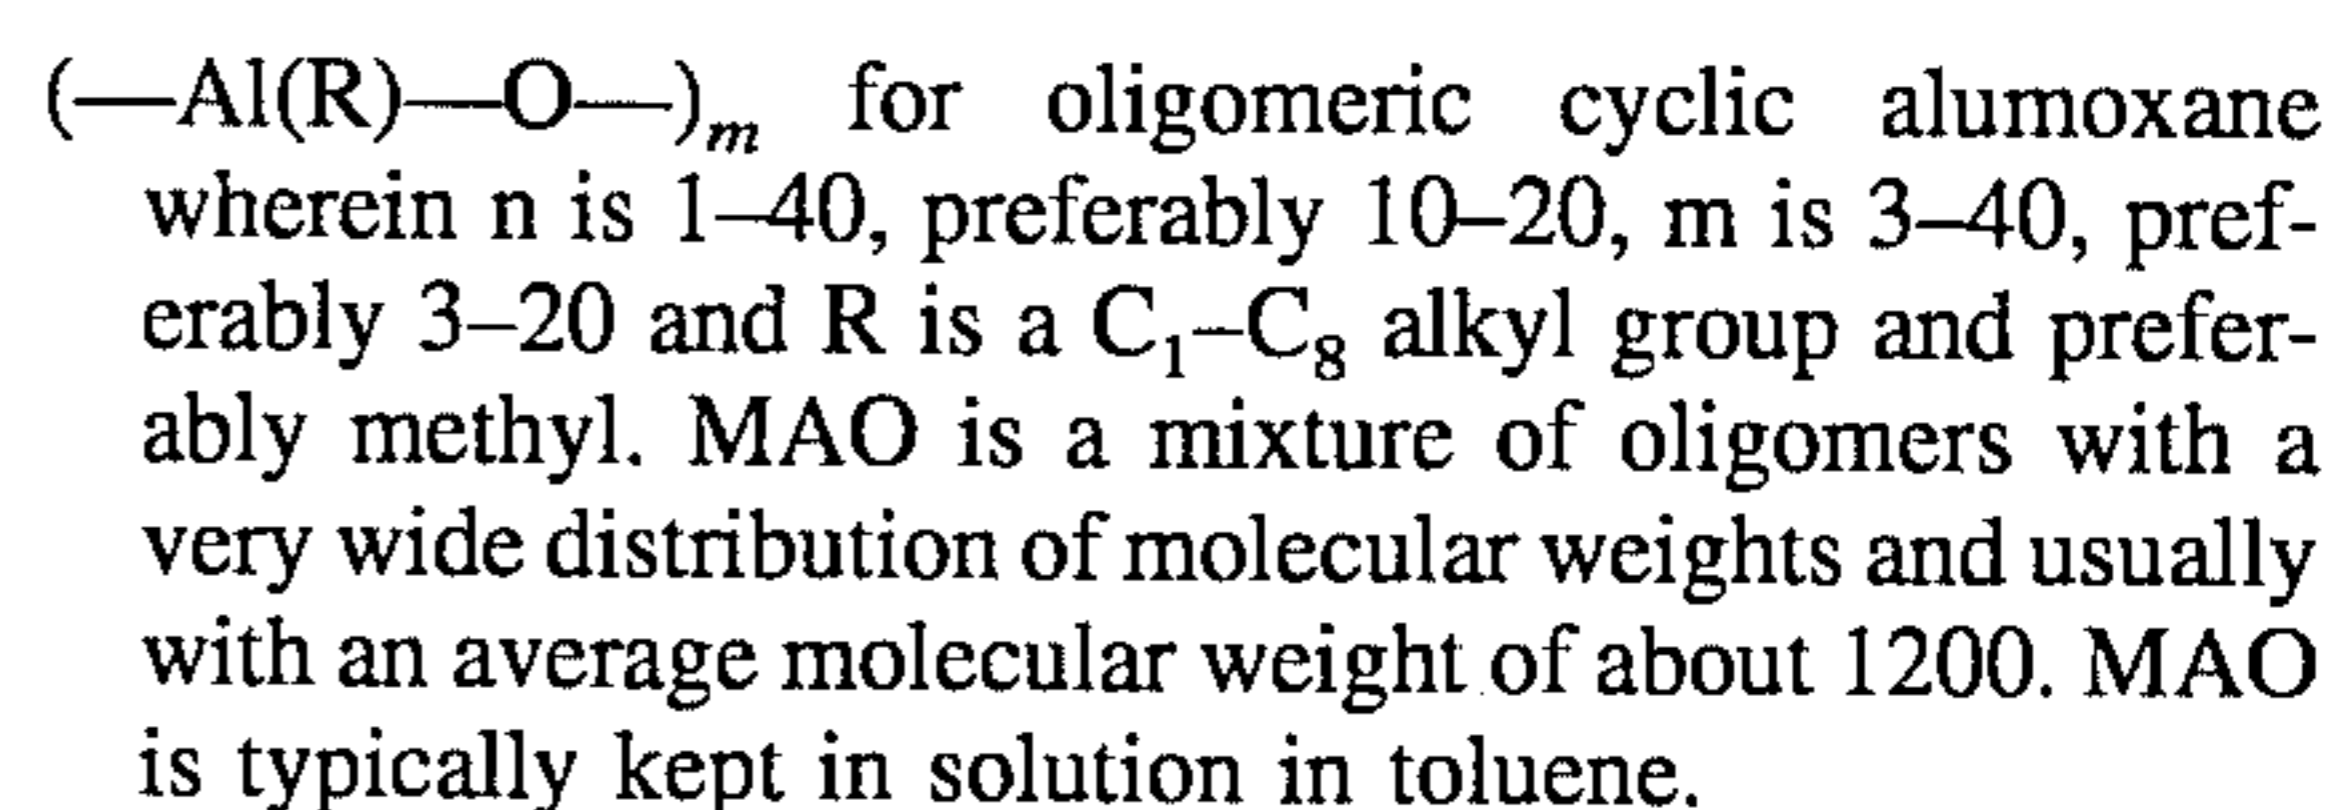 (—Al(R)—O—)m for oligomeric cyclic alumoxane
wherein n is 1–40, preferably 10–20, m is 3–40, pref-
erably 3–20 and R is a C1–C8 alkyl group and prefer-
ably methyl. MAO is a mixture of oligomers with a
very wide distribution of molecular weights and usually
with an average molecular weight of about 1200. MAO
is typically kept in solution in toluene.